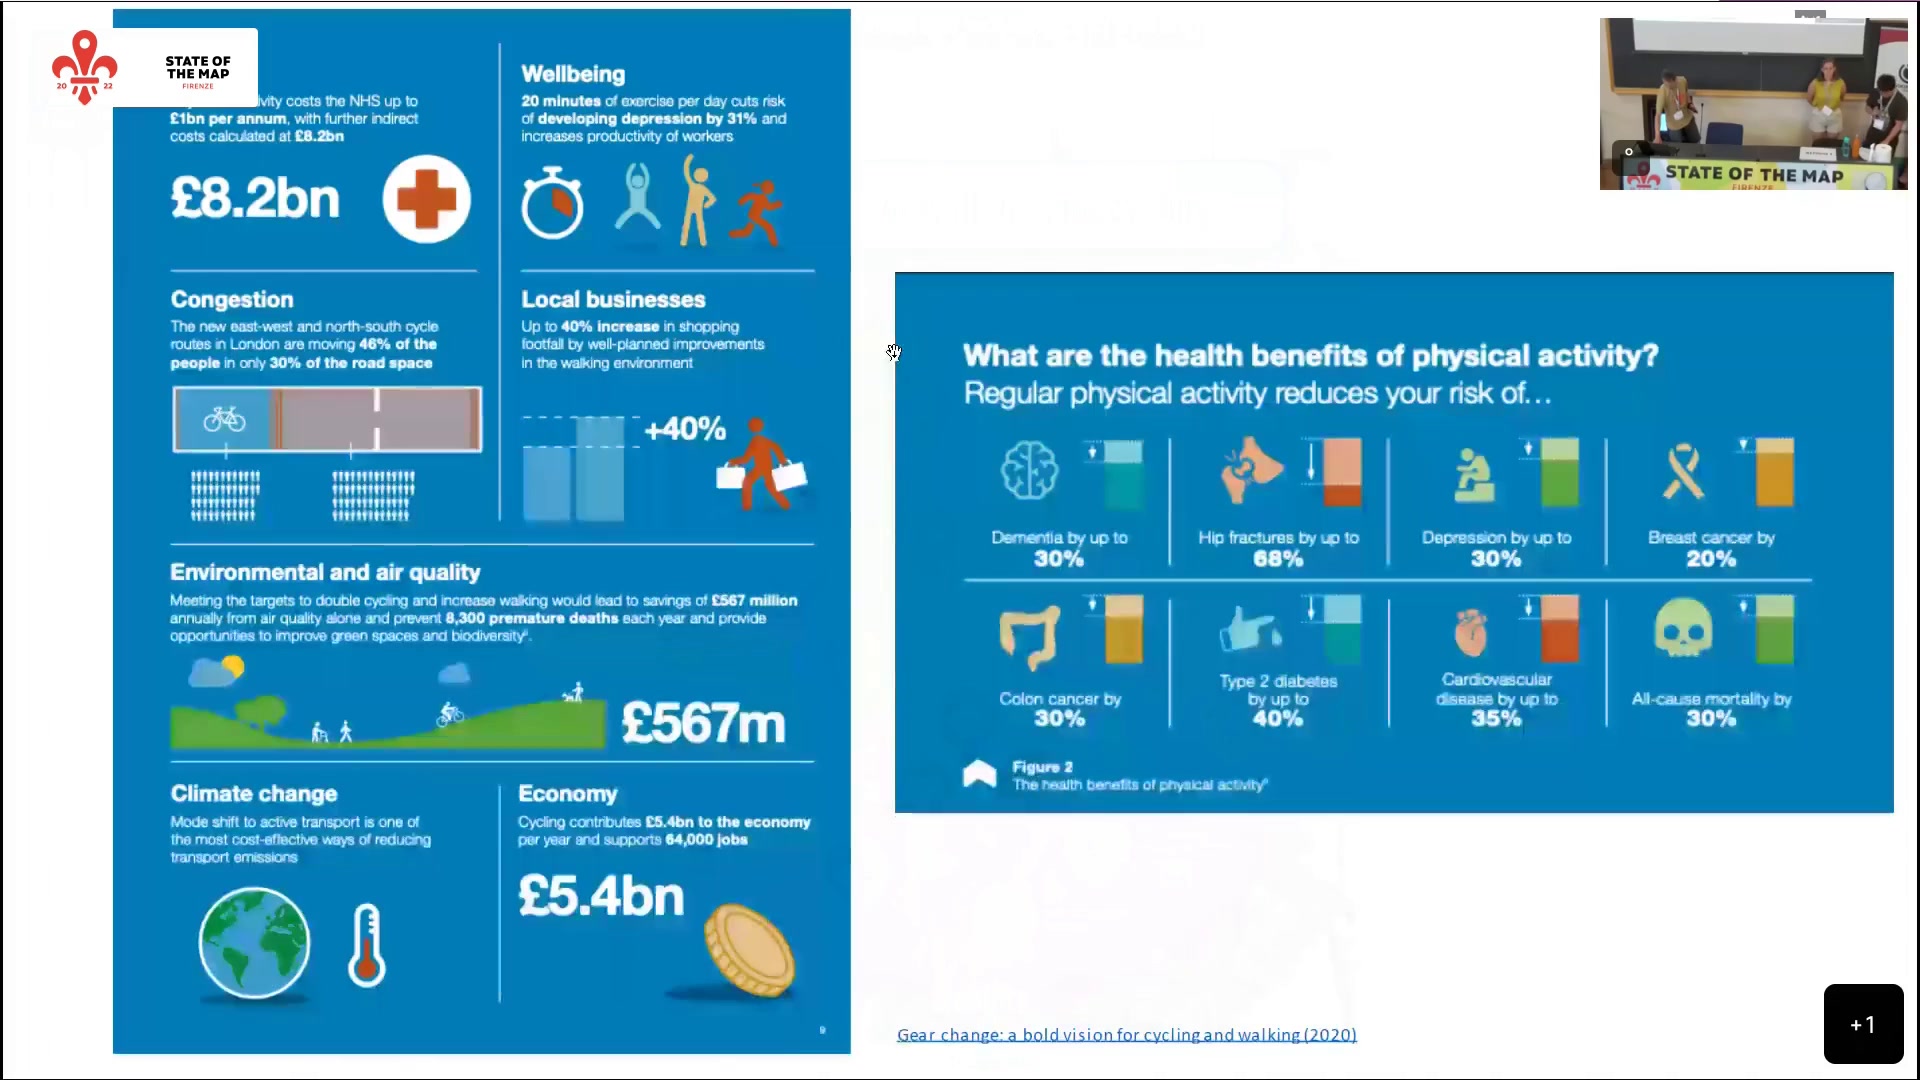 20 22
STATE OF
THE MAP
FIRENZE
costs the NHS up to
£1bn per annum, with further indirect
costs calculated at £8.2bn
£8.2bn
Wellbeing
20 minutes of exercise per day cuts risk
of developing depression by 31% and
increases productivity of workers
Congestion
The new east-west and north-south cycle
routes in London are moving 46% of the
people in only 30% of the road space
Local businesses
Up to 40% increase in shopping
footfall by well-planned improvements
in the walking environment
+40%
Environmental and air quality
Meeting the targets to double cycling and increase walking would lead to savings of £567 million
annually from air quality alone and prevent 8,300 premature deaths each year and provide
opportunities to improve green spaces and biodiversity.
£567m
Climate change
Mode shift to active transport is one of
the most cost-effective ways of reducing
transport emissions
Economy
Cycling contributes £5.4bn to the economy
per year and supports 64,000 jobs
£5.4bn
9
STATE OF THE MAP
FIRENZE
What are the health benefits of physical activity?
Regular physical activity reduces your risk of...
Dementia by up to
30%
Hip fractures by up to
68%
Depression by up to
30%
Breast cancer by
20%
Colon cancer by
30%
Type 2 diabetes
by up to
40%
Cardiovascular
disease by up to
35%
All-cause mortality by
30%
Figure 2
The health benefits of physical activity
Gear change: a bold vision for cycling and walking (2020)
+1